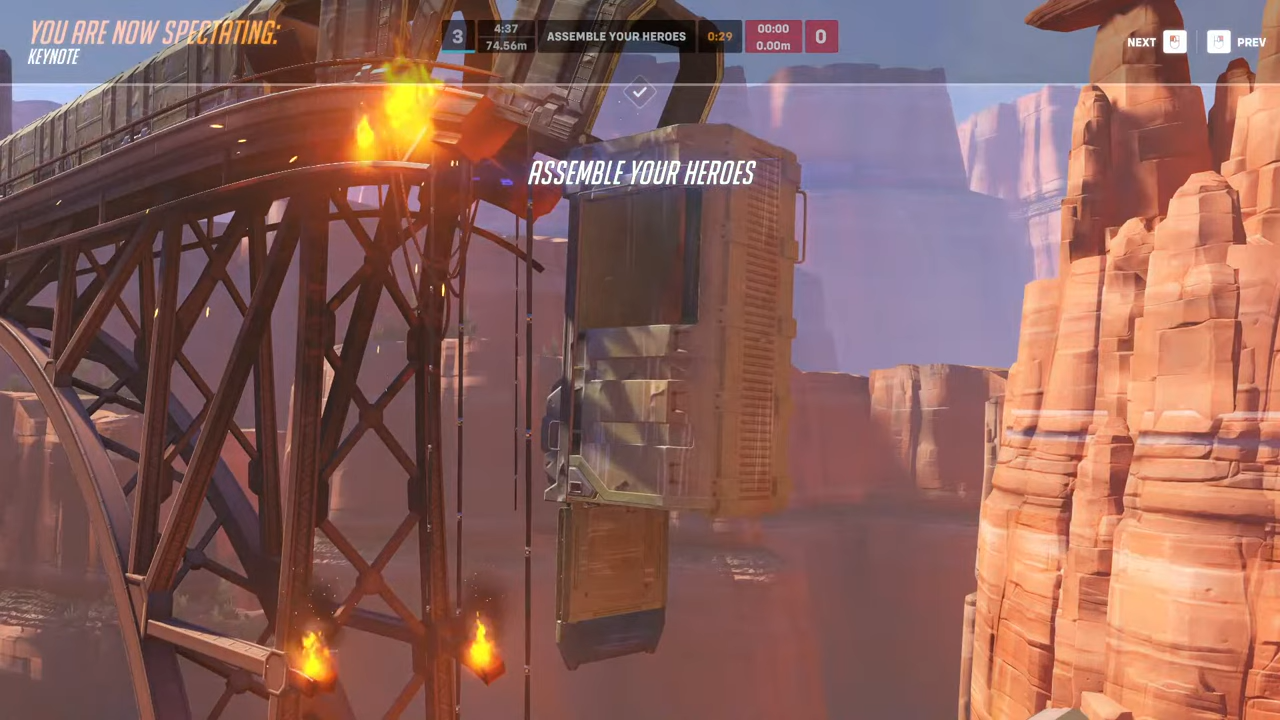 YOU ARE NOW SPECTATING:
KEYNOTE
3
4:37
74.56m
ASSEMBLE YOUR HEROES
0:29
00:00
0.00m
0
NEXT
PREV
ASSEMBLE YOUR HEROES